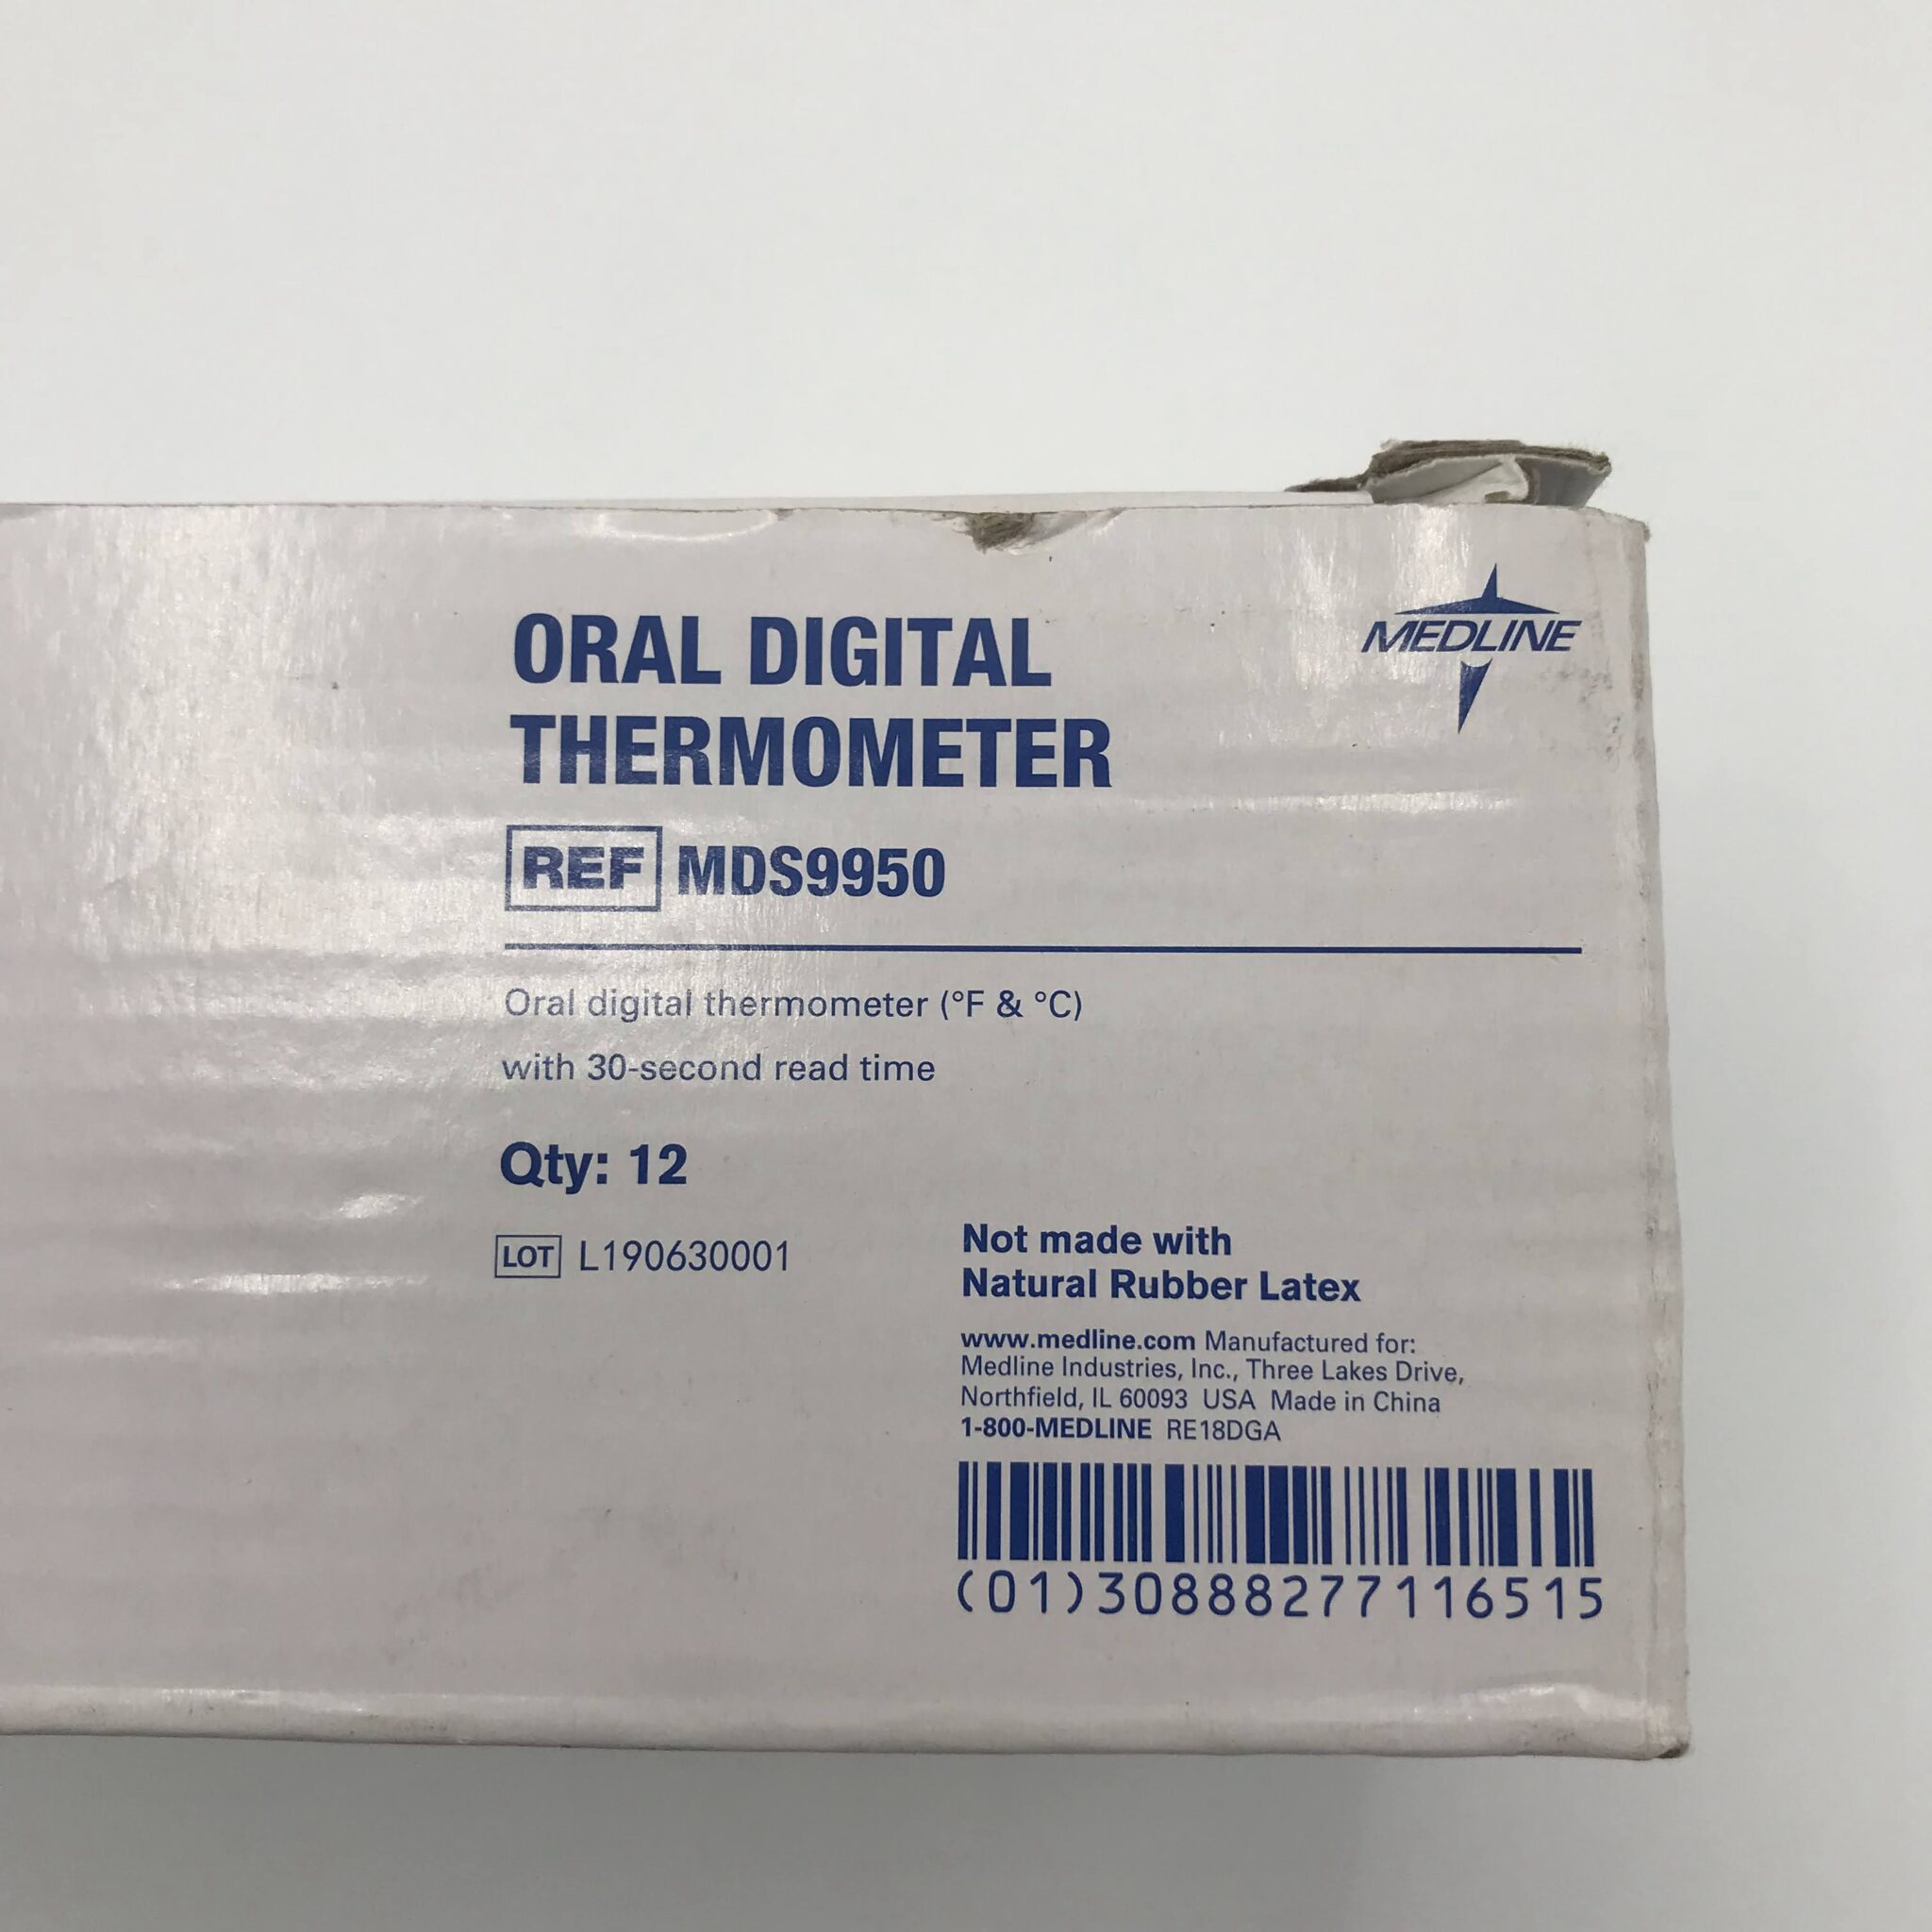 MEDLINE
ORAL DIGITAL
THERMOMETER
REF MDS9950
Oral digital thermometer (°F & °C)
with 30-second read time
Qty: 12
LOT L190630001
Not made with
Natural Rubber Latex
www.medline.com Manufactured for:
Medline Industries, Inc., Three Lakes Drive,
Northfield, IL 60093 USA Made in China
1-800-MEDLINE RE18DGA
(01)30888277116515